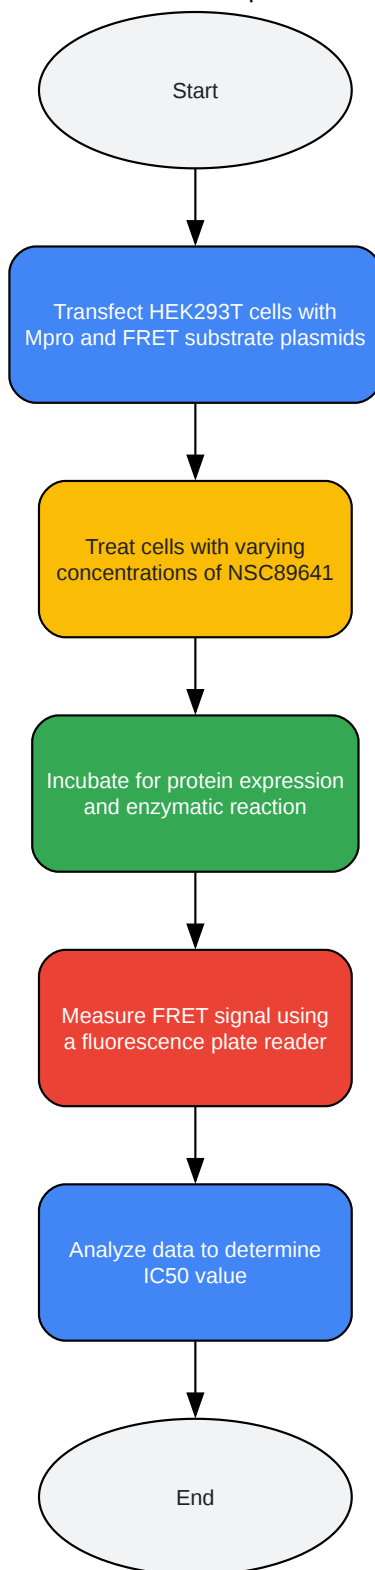 Start
Transfect HEK293T cells with
Mpro and FRET substrate plasmids
Treat cells with varying
concentrations of NSC89641
Incubate for protein expression
and enzymatic reaction
Measure FRET signal using
a fluorescence plate reader
Analyze data to determine
IC50 value
End